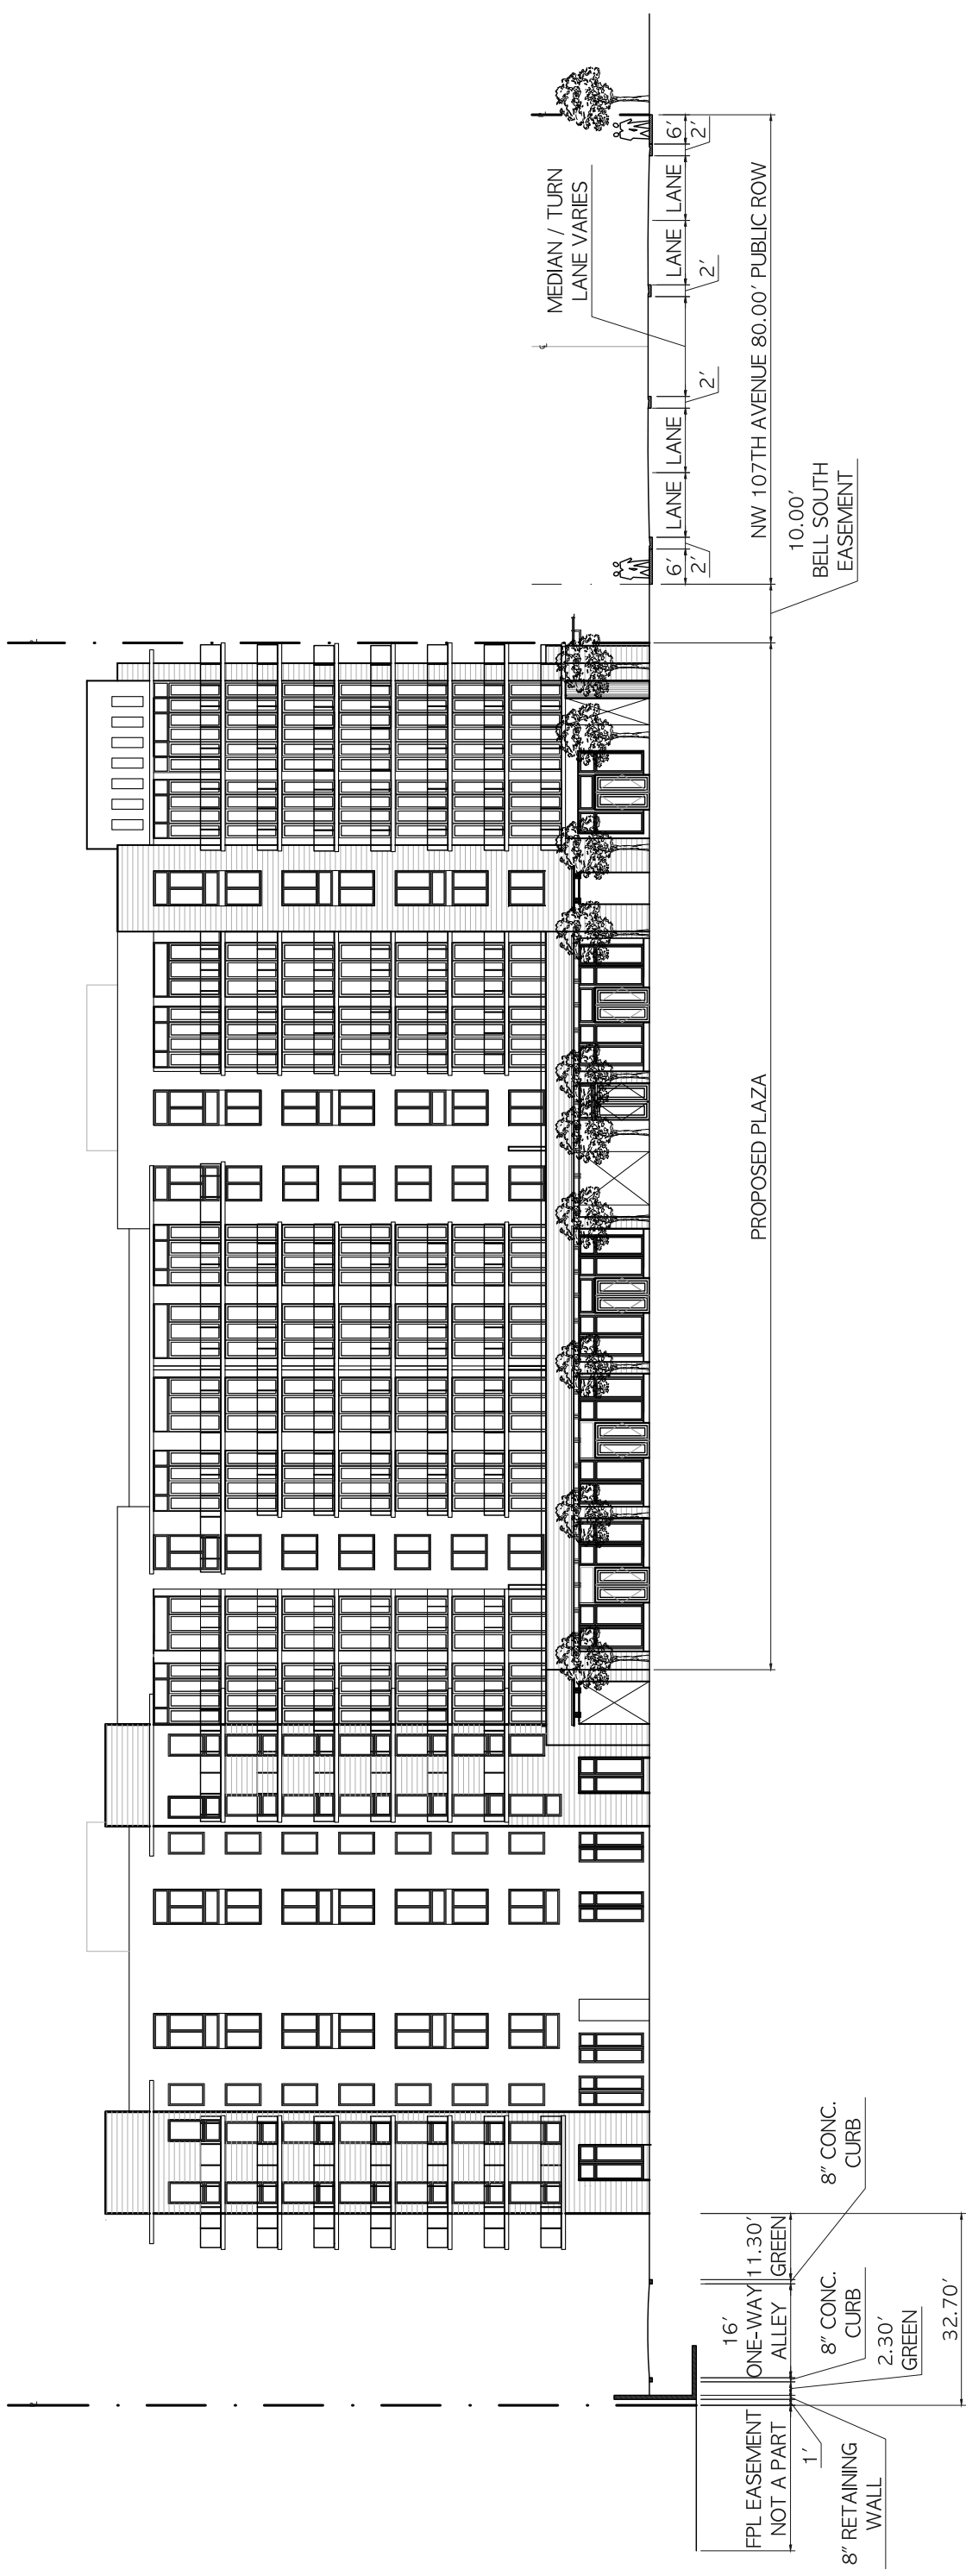 FPL EASEMENT
NOT A PART
1′
8″ RETAINING
WALL
16′
ONE-WAY
ALLEY
11.30′
GREEN
8″ CONC.
CURB
2.30′
GREEN
8″ CONC.
CURB
32.70′
PROPOSED PLAZA
10.00′
BELL SOUTH
EASEMENT
NW 107TH AVENUE 80.00′ PUBLIC ROW
6′
2′
LANE
LANE
2′
MEDIAN / TURN
LANE VARIES
2′
LANE
LANE
2′
6′